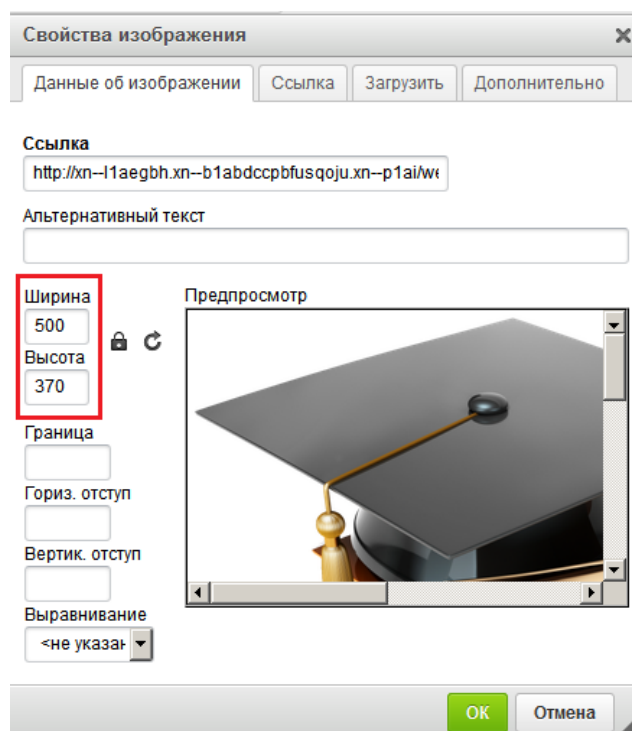 Свойства изображения
Данные об изображении Ссылка Загрузить Дополнительно
Ссылка
http://xn--l1aegbh.xn--b1abdccpbfusqoju.xn--p1ai/we
Альтернативный текст
Ширина
Предпросмотр
500
Высота
370
Граница
Гориз. отступ
Вертик. отступ
Выравнивание
<не указан
ОК Отмена